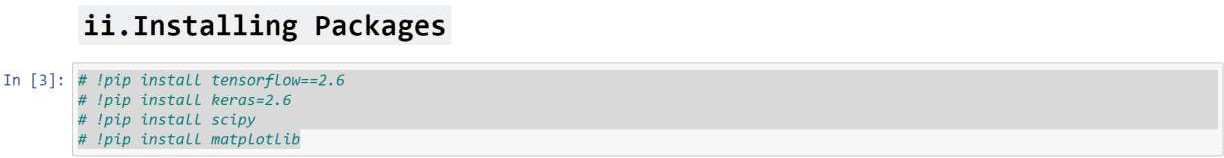 ii.Installing Packages
In [3]: # !pip install tensorflow==2.6
# !pip install keras=2.6
# !pip install scipy
# !pip install matplotlib